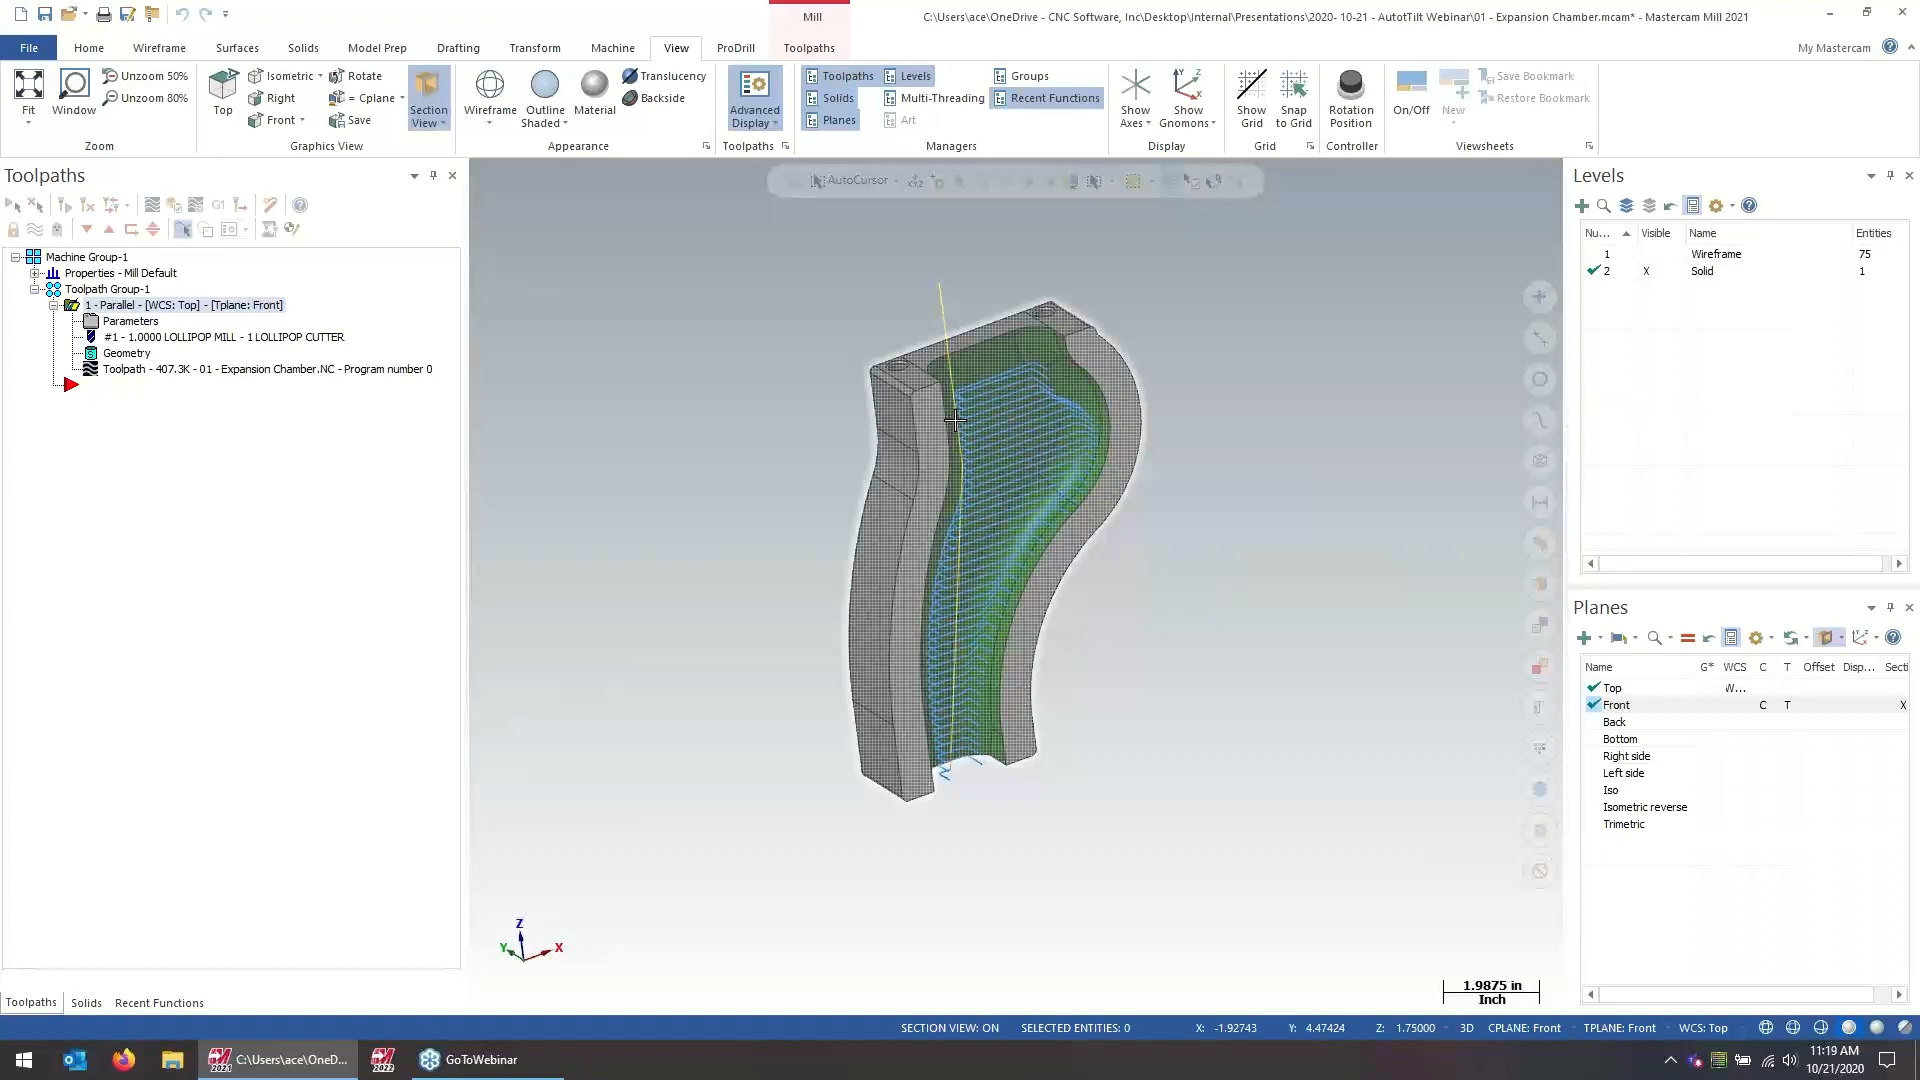 Mill
C:\Users\ace\OneDrive - CNC Software, Inc\Desktop\Internal\Presentations\2020- 10-21 - AutotTilt Webinar\01 - Expansion Chamber.mcam* - Mastercam Mill 2021
File Home Wireframe Surfaces Solids Model Prep Drafting Transform Machine View ProDrill Toolpaths My Mastercam
Fit Window Unzoom 50% Unzoom 80%
Zoom
Top Isometric Right Front Rotate = Cplane Save Section View
Graphics View
Wireframe Outline Shaded Material Translucency Backside
Appearance
Advanced Display
Toolpaths
Toolpaths Levels Groups
Solids Multi-Threading Recent Functions
Planes Art
Managers
Show Axes Show Gnomons
Display
Show Grid Snap to Grid
Grid
Rotation Position
Controller
On/Off New Save Bookmark Restore Bookmark
Viewsheets
Toolpaths
G1
Machine Group-1
Properties - Mill Default
Toolpath Group-1
1 - Parallel - [WCS: Top] - [Tplane: Front]
Parameters
#1 - 1.0000 LOLLIPOP MILL - 1 LOLLIPOP CUTTER
Geometry
Toolpath - 407.3K - 01 - Expansion Chamber.NC - Program number 0
Toolpaths Solids Recent Functions
AutoCursor
Z
Y X
1.9875 in
Inch
Levels
Nu... Visible Name Entities
1 Wireframe 75
2 X Solid 1
Planes
Name G* WCS C T Offset Disp... Secti
Top W...
Front C T X
Back
Bottom
Right side
Left side
Iso
Isometric reverse
Trimetric
SECTION VIEW: ON SELECTED ENTITIES: 0 X: -1.92743 Y: 4.47424 Z: 1.75000 3D CPLANE: Front TPLANE: Front WCS: Top
2021 C:\Users\ace\OneD... 2022 GoToWebinar
11:19 AM
10/21/2020